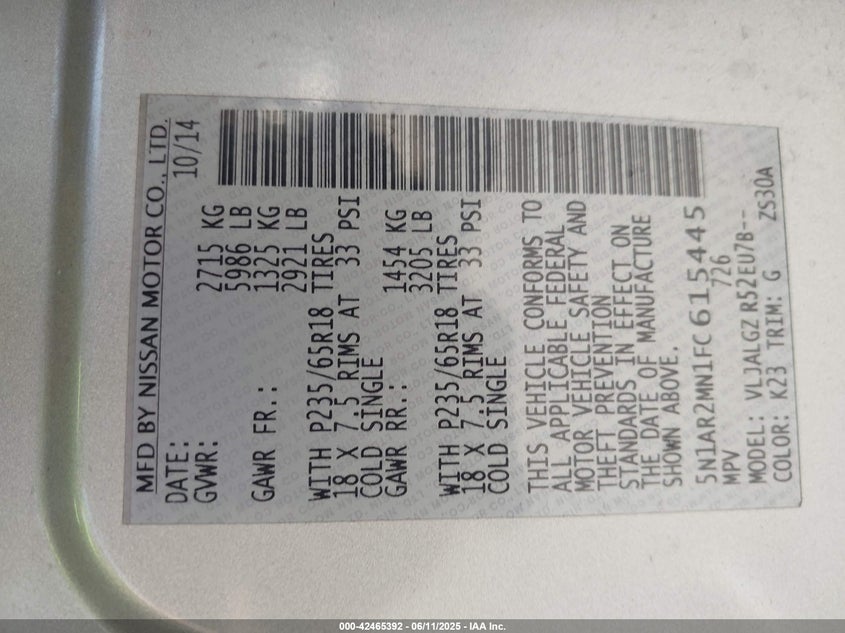 MFD BY NISSAN MOTOR CO., LTD.
DATE: 10/14
GVWR: 2715 KG
5986 LB
GAWR FR.: 1325 KG
2921 LB
WITH P235/65R18 TIRES
18 X 7.5 RIMS AT 33 PSI
COLD SINGLE
GAWR RR.: 1454 KG
3205 LB
WITH P235/65R18 TIRES
18 X 7.5 RIMS AT 33 PSI
COLD SINGLE
THIS VEHICLE CONFORMS TO
ALL APPLICABLE FEDERAL
MOTOR VEHICLE SAFETY AND
THEFT PREVENTION
STANDARDS IN EFFECT ON
THE DATE OF MANUFACTURE
SHOWN ABOVE.
5N1AR2MN1FC615445
MPV 726
MODEL: VLJALGZ R52EU7B--
COLOR: K23 TRIM: G ZS30A
000-42465392 - 06/11/2025 - IAA Inc.